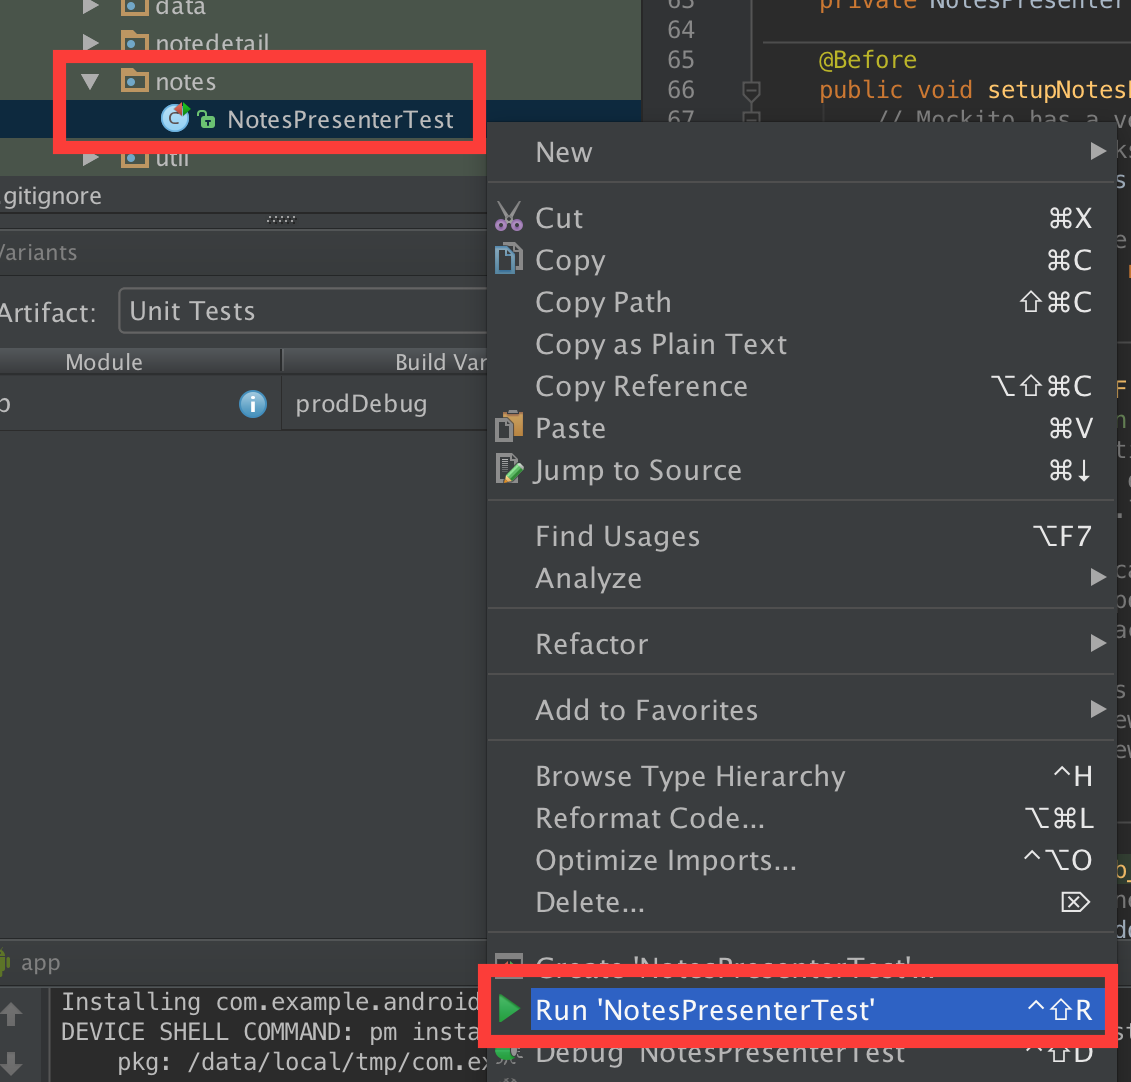 data
notedetail
notes
NotesPresenterTest
util
.gitignore
Variants
Artifact:
Unit Tests
Module
Build Var
prodDebug
app
Installing com.example.android
DEVICE SHELL COMMAND: pm insta
pkg: /data/local/tmp/com.ex
63
private NotesPresenter
64
65
@Before
66
public void setupNotes
67
// Mockito has a ve
New
Cut ⌘X
Copy ⌘C
Copy Path ⇧⌘C
Copy as Plain Text
Copy Reference ⌥⇧⌘C
Paste ⌘V
Jump to Source ⌘↓
Find Usages ⌥F7
Analyze
Refactor
Add to Favorites
Browse Type Hierarchy ^H
Reformat Code... ⌥⌘L
Optimize Imports... ^⌥O
Delete... ⌦
Create 'NotesPresenterTest'...
Run 'NotesPresenterTest' ^⇧R
Debug 'NotesPresenterTest' ^⇧D